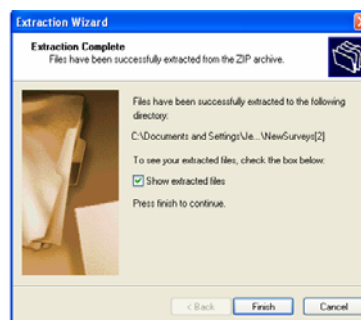 Extraction Wizard
Extraction Complete
Files have been successfully extracted from the ZIP archive.
Files have been successfully extracted to the following
directory:
C:\Documents and Settings\Je...\NewSurveys[2]
To see your extracted files, check the box below:
Show extracted files
Press finish to continue.
< Back Finish Cancel